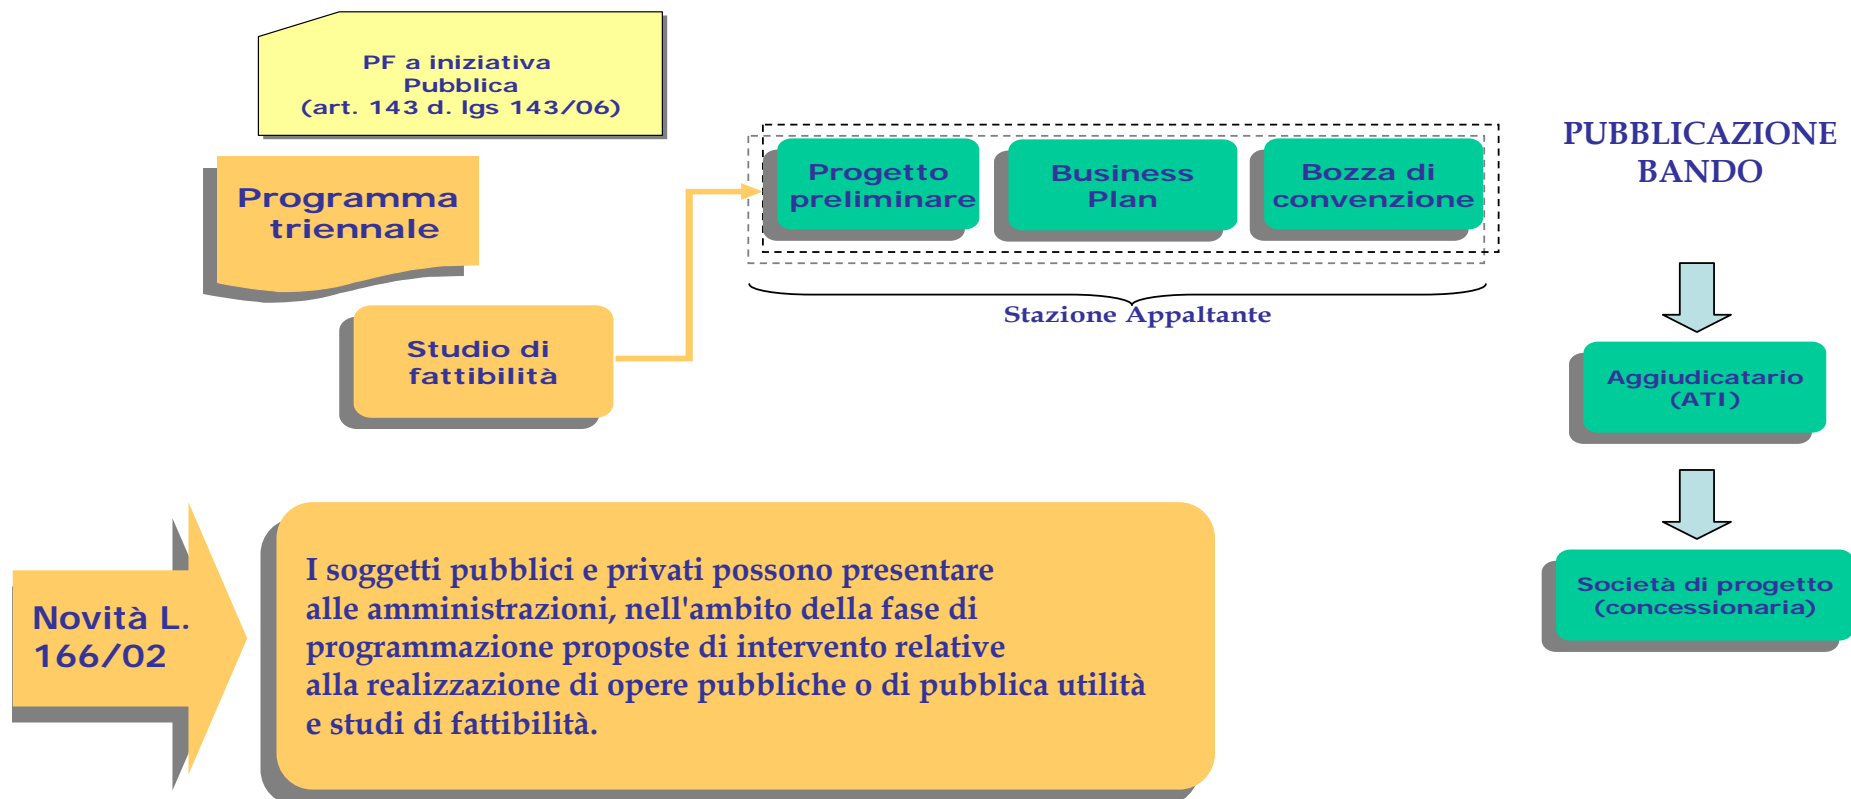 PF a iniziativa
Pubblica
(art. 143 d. lgs 143/06)
Programma
triennale
Studio di
fattibilità
Progetto
preliminare
Business
Plan
Bozza di
convenzione
Stazione Appaltante
PUBBLICAZIONE
BANDO
Aggiudicatario
(ATI)
Società di progetto
(concessionaria)
Novità L.
166/02
I soggetti pubblici e privati possono presentare
alle amministrazioni, nell'ambito della fase di
programmazione proposte di intervento relative
alla realizzazione di opere pubbliche o di pubblica utilità
e studi di fattibilità.